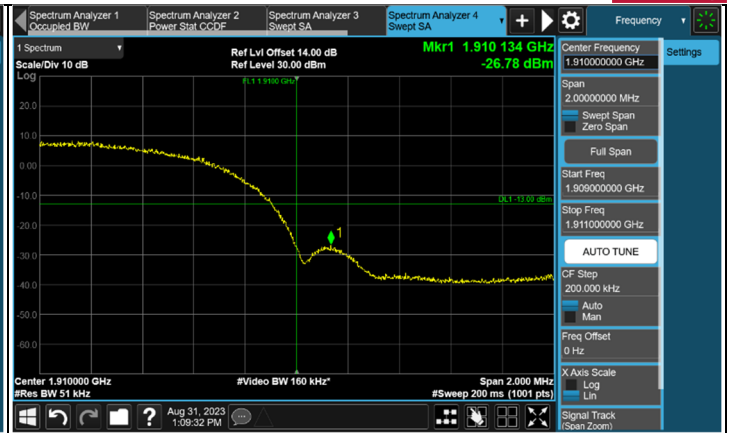 Spectrum Analyzer 1
Occupied BW
Spectrum Analyzer 2
Power Stat CCDF
Spectrum Analyzer 3
Swept SA
Spectrum Analyzer 4
Swept SA
+
Frequency
1 Spectrum
Scale/Div 10 dB
Log
Ref Lvl Offset 14.00 dB
Ref Level 30.00 dBm
Mkr1 1.910 134 GHz
-26.78 dBm
FL1 1.9100 GHz
20.0
10.0
0.00
-10.0
DL1 -13.00 dBm
-20.0
1
-30.0
-40.0
-50.0
-60.0
Center 1.910000 GHz
#Res BW 51 kHz
#Video BW 160 kHz*
Span 2.000 MHz
#Sweep 200 ms (1001 pts)
Aug 31, 2023
1:09:32 PM
?
Center Frequency
1.910000000 GHz
Settings
Span
2.00000000 MHz
Swept Span
Zero Span
Full Span
Start Freq
1.909000000 GHz
Stop Freq
1.911000000 GHz
AUTO TUNE
CF Step
200.000 kHz
Auto
Man
Freq Offset
0 Hz
X Axis Scale
Log
Lin
Signal Track
(Span Zoom)